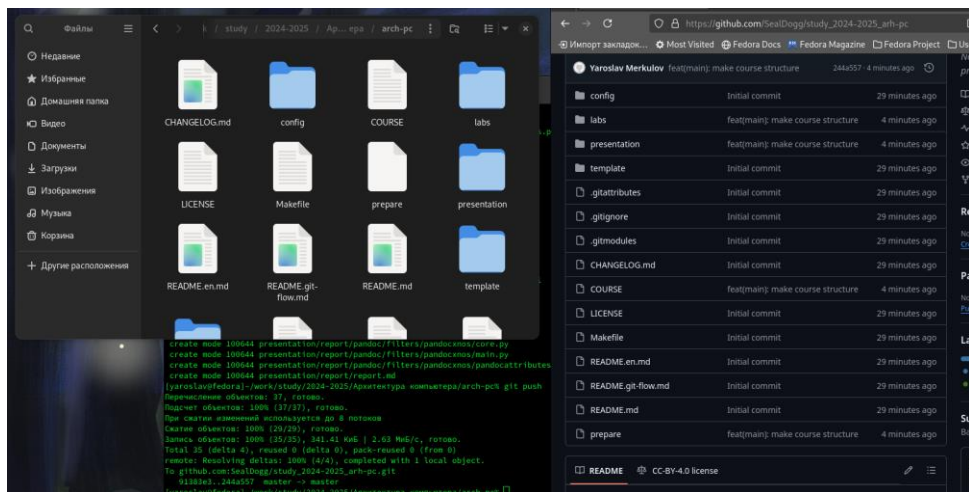 Файлы
/ study / 2024-2025 / Ар... ера / arch-pc
Недавние
Избранные
Домашняя папка
Видео
Документы
Загрузки
Изображения
Музыка
Корзина
Другие расположения
CHANGELOG.md
config
COURSE
labs
LICENSE
Makefile
prepare
presentation
README.en.md
README.git-flow.md
README.md
template
create mode 100644 presentation/report/pandoc/filters/pandocxnos/core.py
create mode 100644 presentation/report/pandoc/filters/pandocxnos/main.py
create mode 100644 presentation/report/pandoc/filters/pandocxnos/pandocattributes
create mode 100644 presentation/report/report.md
[yaroslav@fedora]~/work/study/2024-2025/Архитектура компьютера/arch-pc% git push
Перечисление объектов: 37, готово.
Подсчет объектов: 100% (37/37), готово.
При сжатии изменений используется до 8 потоков
Сжатие объектов: 100% (29/29), готово.
Запись объектов: 100% (35/35), 341.41 КиБ | 2.63 МиБ/с, готово.
Total 35 (delta 4), reused 0 (delta 0), pack-reused 0 (from 0)
remote: Resolving deltas: 100% (4/4), completed with 1 local object.
To github.com:SealDogg/study_2024-2025_arh-pc.git
91383e3..244a557 master -> master
https://github.com/SealDogg/study_2024-2025_arh-pc
Импорт закладок... Most Visited Fedora Docs Fedora Magazine Fedora Project
Yaroslav Merkulov feat(main): make course structure 244a557 · 4 minutes ago
config Initial commit 29 minutes ago
labs feat(main): make course structure 4 minutes ago
presentation feat(main): make course structure 4 minutes ago
template Initial commit 29 minutes ago
.gitattributes Initial commit 29 minutes ago
.gitignore Initial commit 29 minutes ago
.gitmodules Initial commit 29 minutes ago
CHANGELOG.md Initial commit 29 minutes ago
COURSE feat(main): make course structure 4 minutes ago
LICENSE Initial commit 29 minutes ago
Makefile Initial commit 29 minutes ago
README.en.md Initial commit 29 minutes ago
README.git-flow.md Initial commit 29 minutes ago
README.md Initial commit 29 minutes ago
prepare feat(main): make course structure 4 minutes ago
README CC-BY-4.0 license